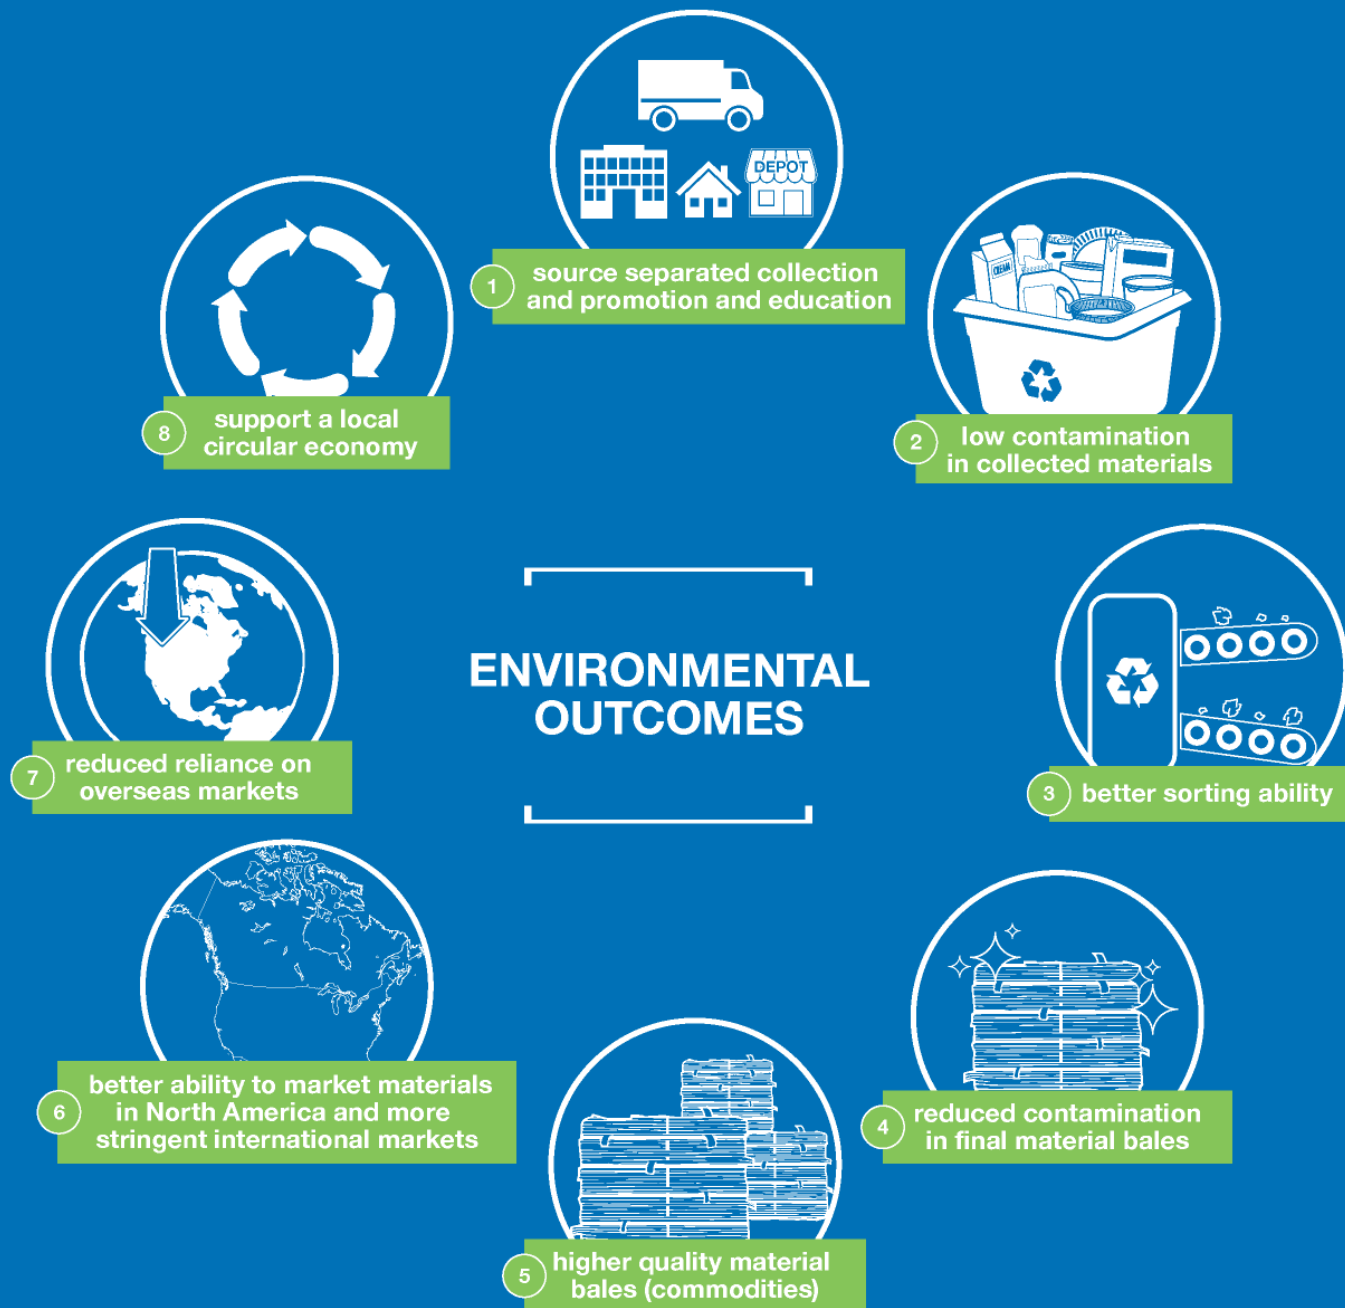 DEPOT
1
source separated collection
and promotion and education
CREAM
2
low contamination
in collected materials
3
better sorting ability
4
reduced contamination
in final material bales
5
higher quality material
bales (commodities)
6
better ability to market materials
in North America and more
stringent international markets
7
reduced reliance on
overseas markets
8
support a local
circular economy
ENVIRONMENTAL
OUTCOMES